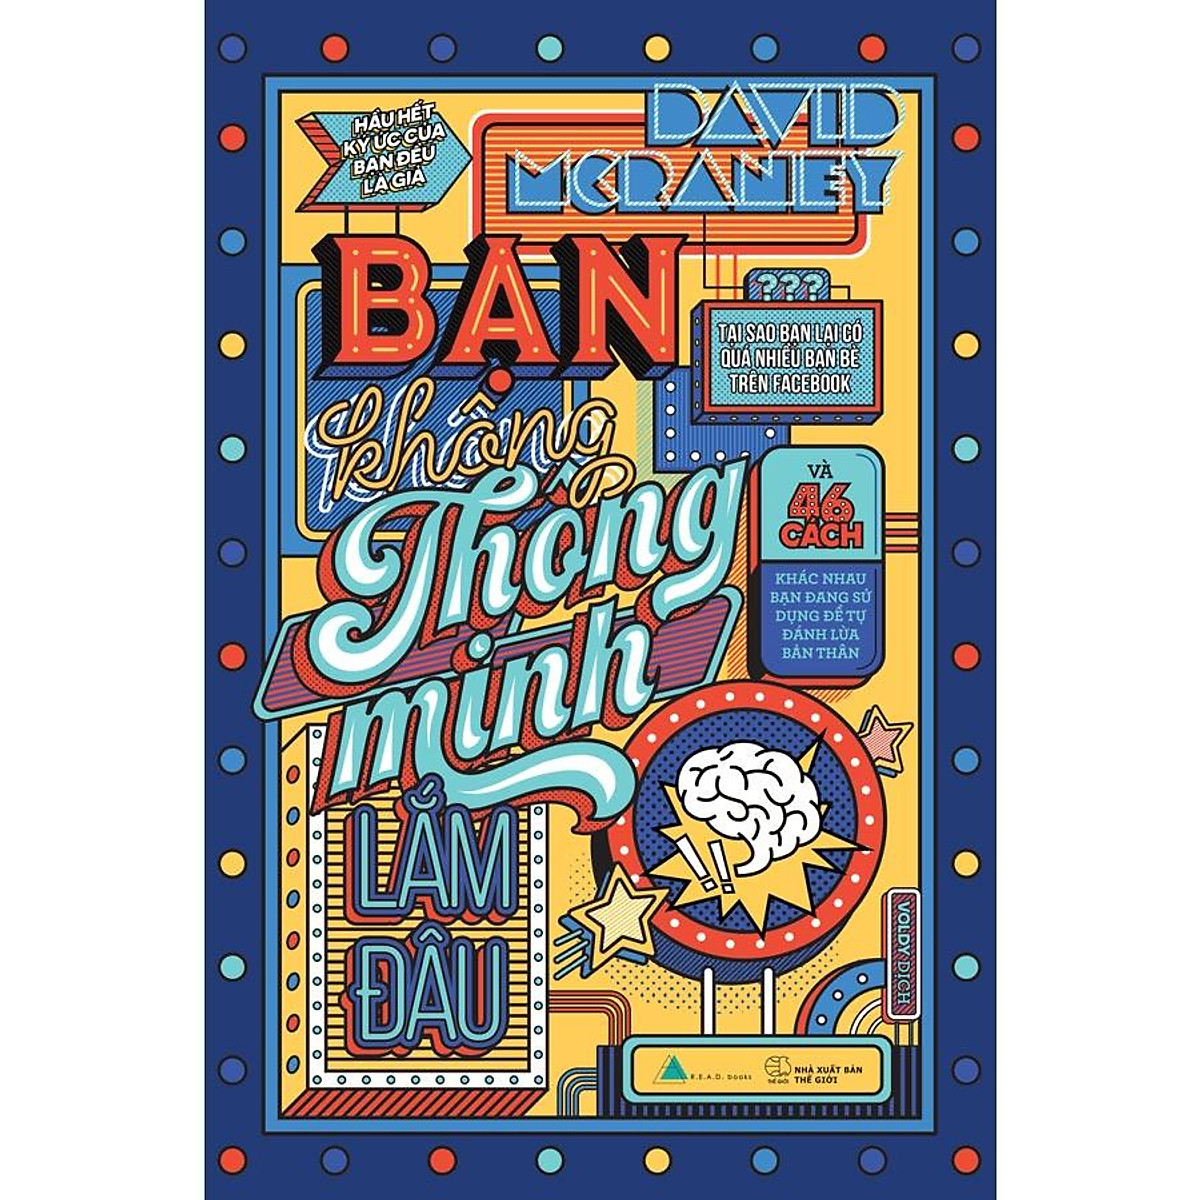 DAVID
MCRANEY
HẦU HẾT
KÝ ỨC CỦA
BẠN ĐỀU
LÀ GIẢ
BẠN
không
Thông
minh
LẮM
ĐÂU
???
TẠI SAO BẠN LẠI CÓ
QUÁ NHIỀU BẠN BÈ
TRÊN FACEBOOK
VÀ
46
CÁCH
KHÁC NHAU
BẠN ĐANG SỬ
DỤNG ĐỂ TỰ
ĐÁNH LỪA
BẢN THÂN
!!
VOLDY DỊCH
R.E.A.D. books
THẾ GIỚI
NHÀ XUẤT BẢN
THẾ GIỚI